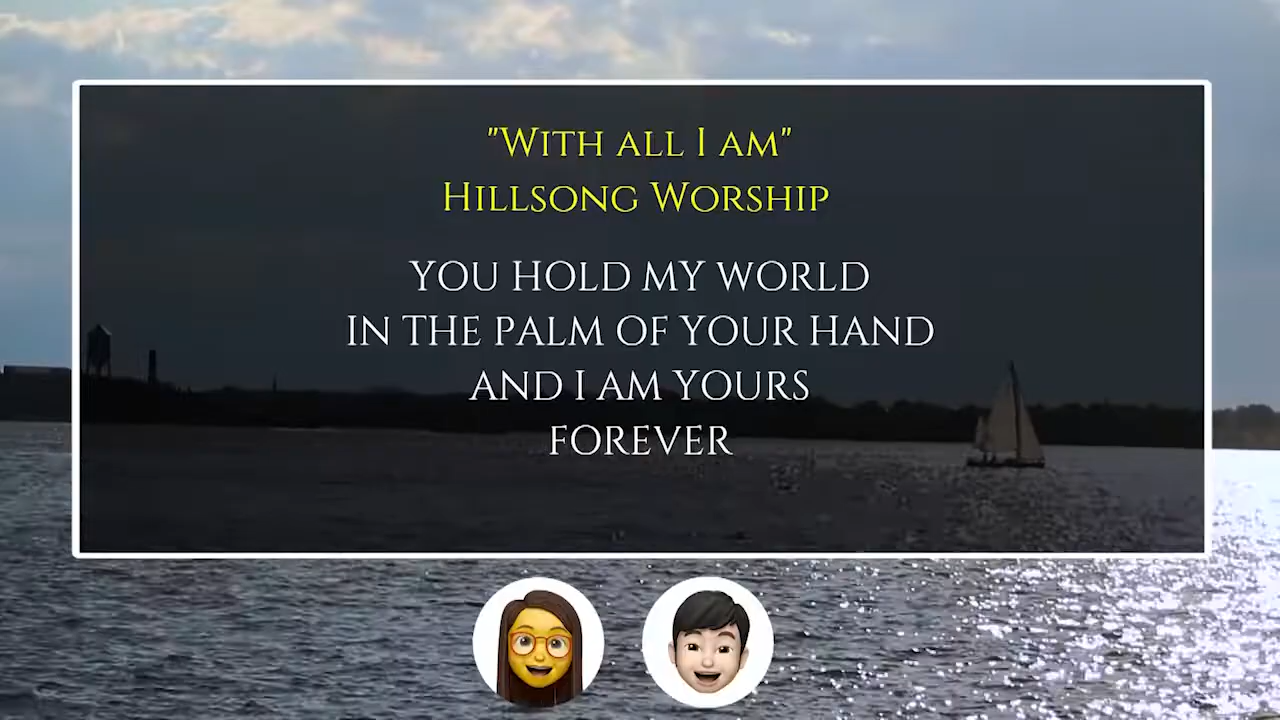 "With all I am"
Hillsong Worship
YOU HOLD MY WORLD
IN THE PALM OF YOUR HAND
AND I AM YOURS
FOREVER